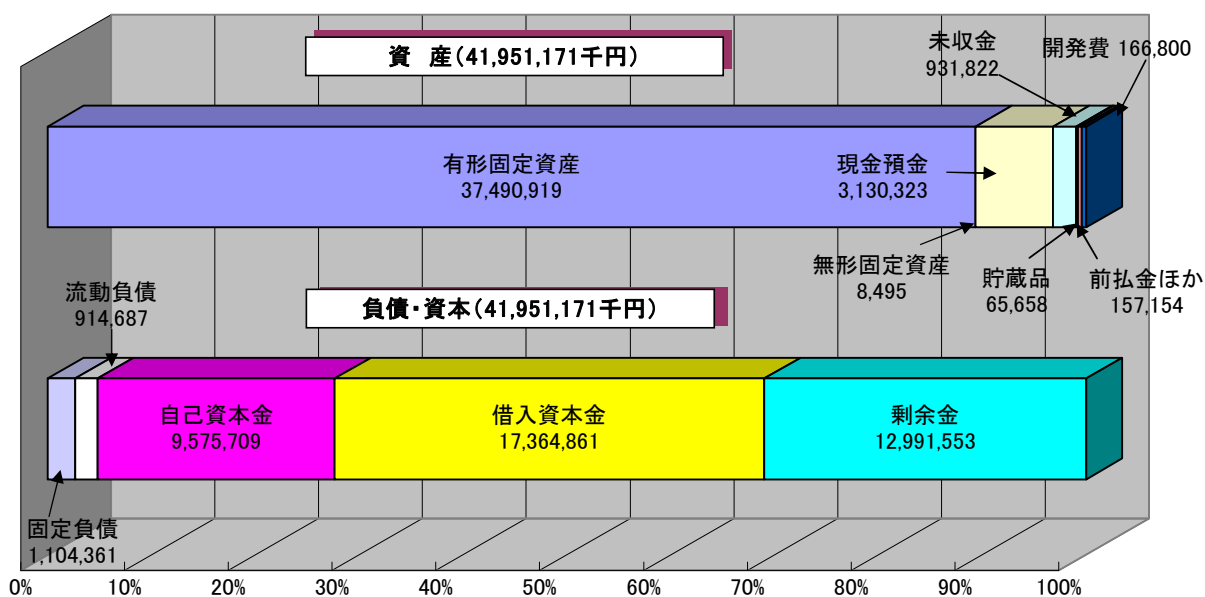 資　産(41,951,171千円)
未収金
931,822
開発費 166,800
有形固定資産
37,490,919
現金預金
3,130,323
無形固定資産
8,495
貯蔵品
65,658
前払金ほか
157,154
流動負債
914,687
負債・資本(41,951,171千円)
自己資本金
9,575,709
借入資本金
17,364,861
剰余金
12,991,553
固定負債
1,104,361
0% 10% 20% 30% 40% 50% 60% 70% 80% 90% 100%